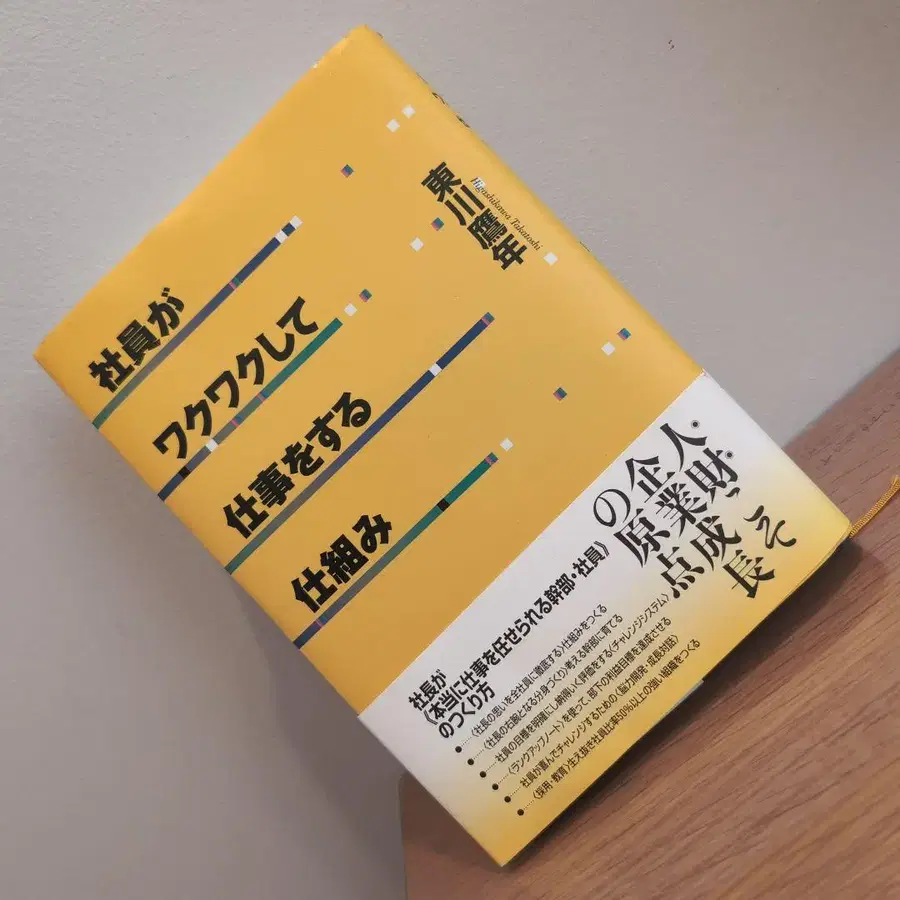 社員が
ワクワクして
仕事をする
仕組み
東川鷹年
Higashikawa Takatoshi
人財こそ
企業成長
の原点
社長が
《本当に仕事を任せられる幹部・社員》
のつくり方
●……〈社長の思いを全社員に徹底する〉仕組みをつくる
●……〈社長の右腕となる分身づくり〉考える幹部に育てる
●……社員の目標を明確にし納得いく評価をする〈チャレンジシステム〉
●……〈ランクアップノート〉を使って、部下の利益目標を達成させる
●……社員が喜んでチャレンジするための〈能力開発・成長対話〉
●……〈採用・教育〉生え抜き社員比率50%以上の強い組織をつくる